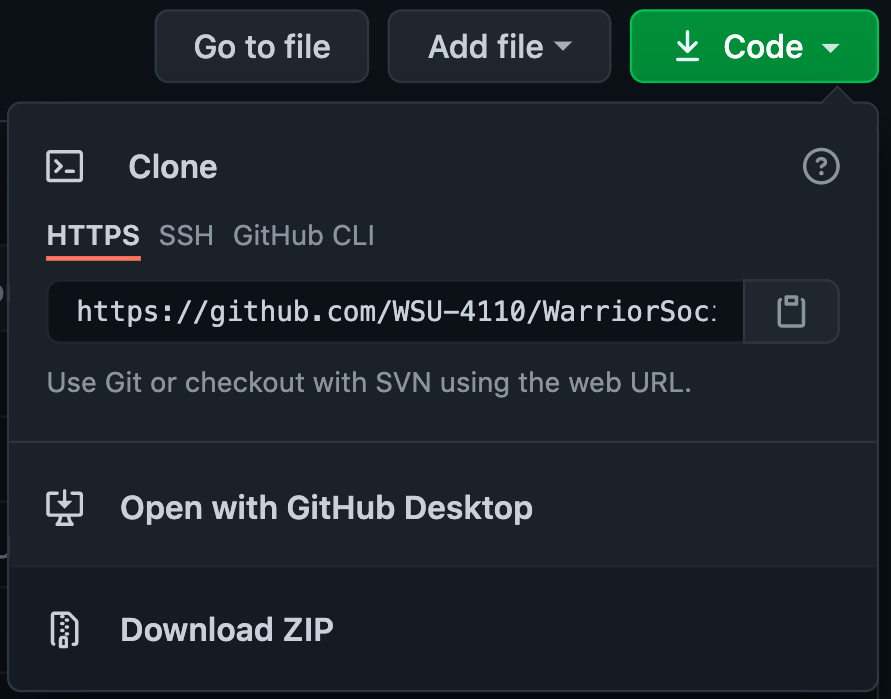 Go to file Add file Code
Clone
HTTPS SSH GitHub CLI
https://github.com/WSU-4110/WarriorSoc
Use Git or checkout with SVN using the web URL.
Open with GitHub Desktop
Download ZIP